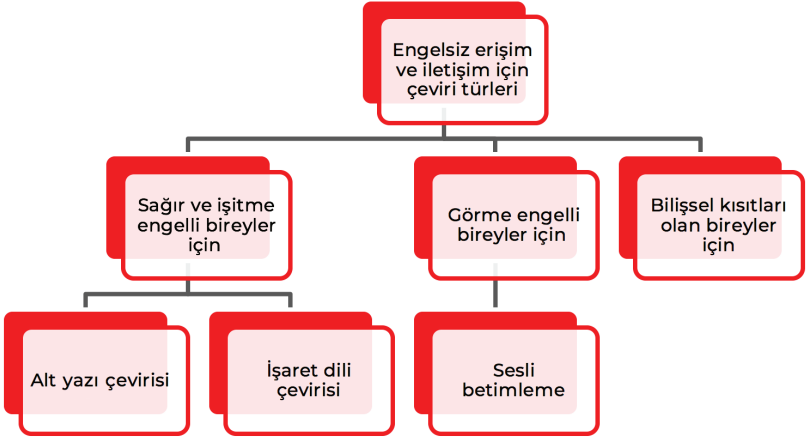 Engelsiz erişim
ve iletişim için
çeviri türleri
Sağır ve işitme
engelli bireyler
için
Görme engelli
bireyler için
Bilişsel kısıtları
olan bireyler
için
Alt yazı çevirisi
İşaret dili
çevirisi
Sesli
betimleme